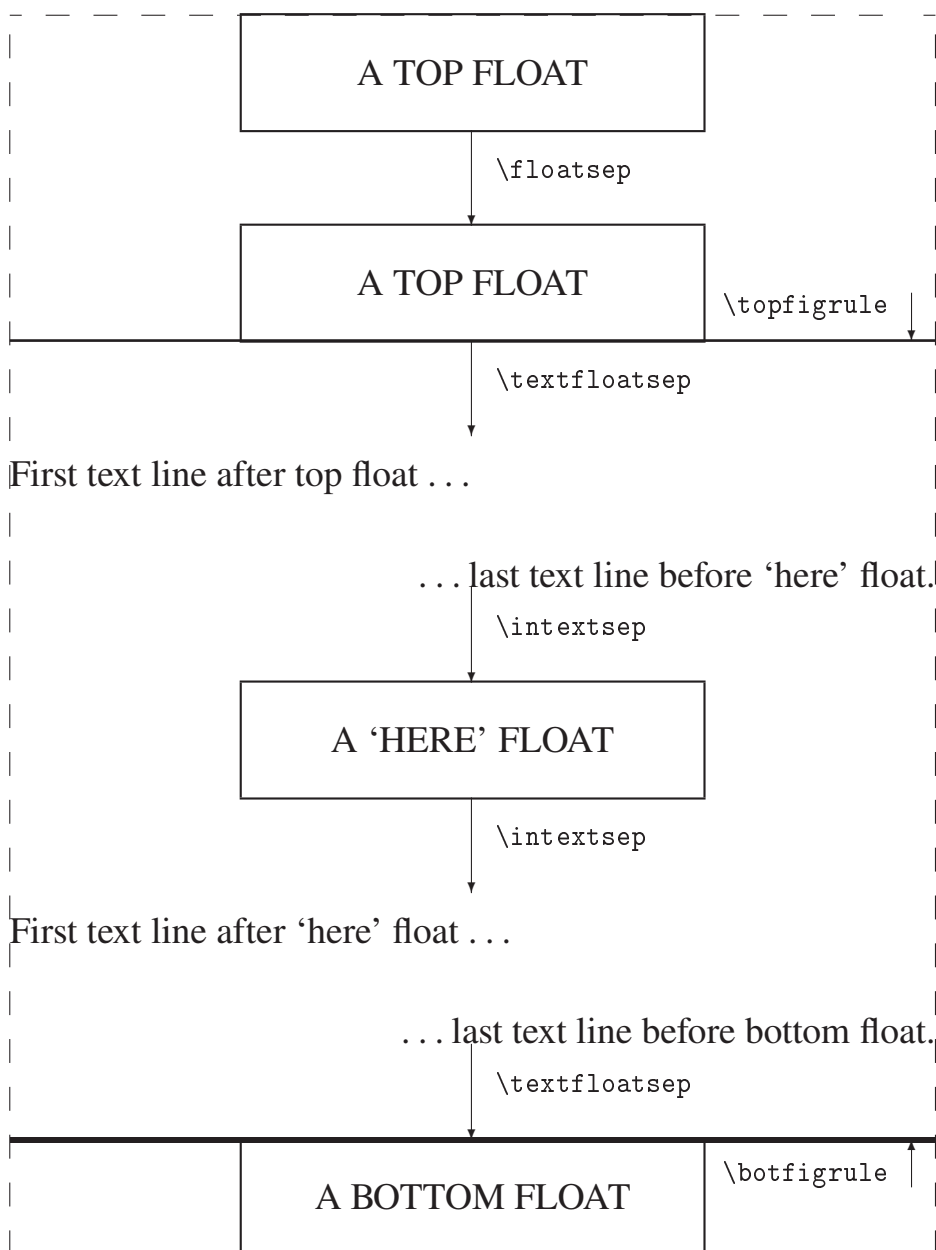 A TOP FLOAT
\floatsep
A TOP FLOAT
\topfigrule
\textfloatsep
First text line after top float . . .
. . . last text line before ‘here’ float.
\intextsep
A ‘HERE’ FLOAT
\intextsep
First text line after ‘here’ float . . .
. . . last text line before bottom float.
\textfloatsep
\botfigrule
A BOTTOM FLOAT